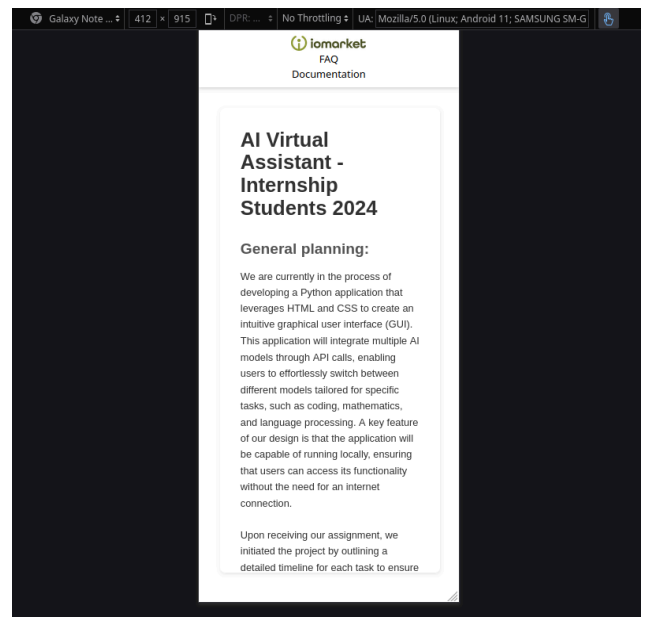 Galaxy Note ... 412 × 915 DPR: ... No Throttling UA: Mozilla/5.0 (Linux; Android 11; SAMSUNG SM-G
iomarket
FAQ
Documentation
AI Virtual
Assistant -
Internship
Students 2024
General planning:
We are currently in the process of
developing a Python application that
leverages HTML and CSS to create an
intuitive graphical user interface (GUI).
This application will integrate multiple AI
models through API calls, enabling
users to effortlessly switch between
different models tailored for specific
tasks, such as coding, mathematics,
and language processing. A key feature
of our design is that the application will
be capable of running locally, ensuring
that users can access its functionality
without the need for an internet
connection.
Upon receiving our assignment, we
initiated the project by outlining a
detailed timeline for each task to ensure